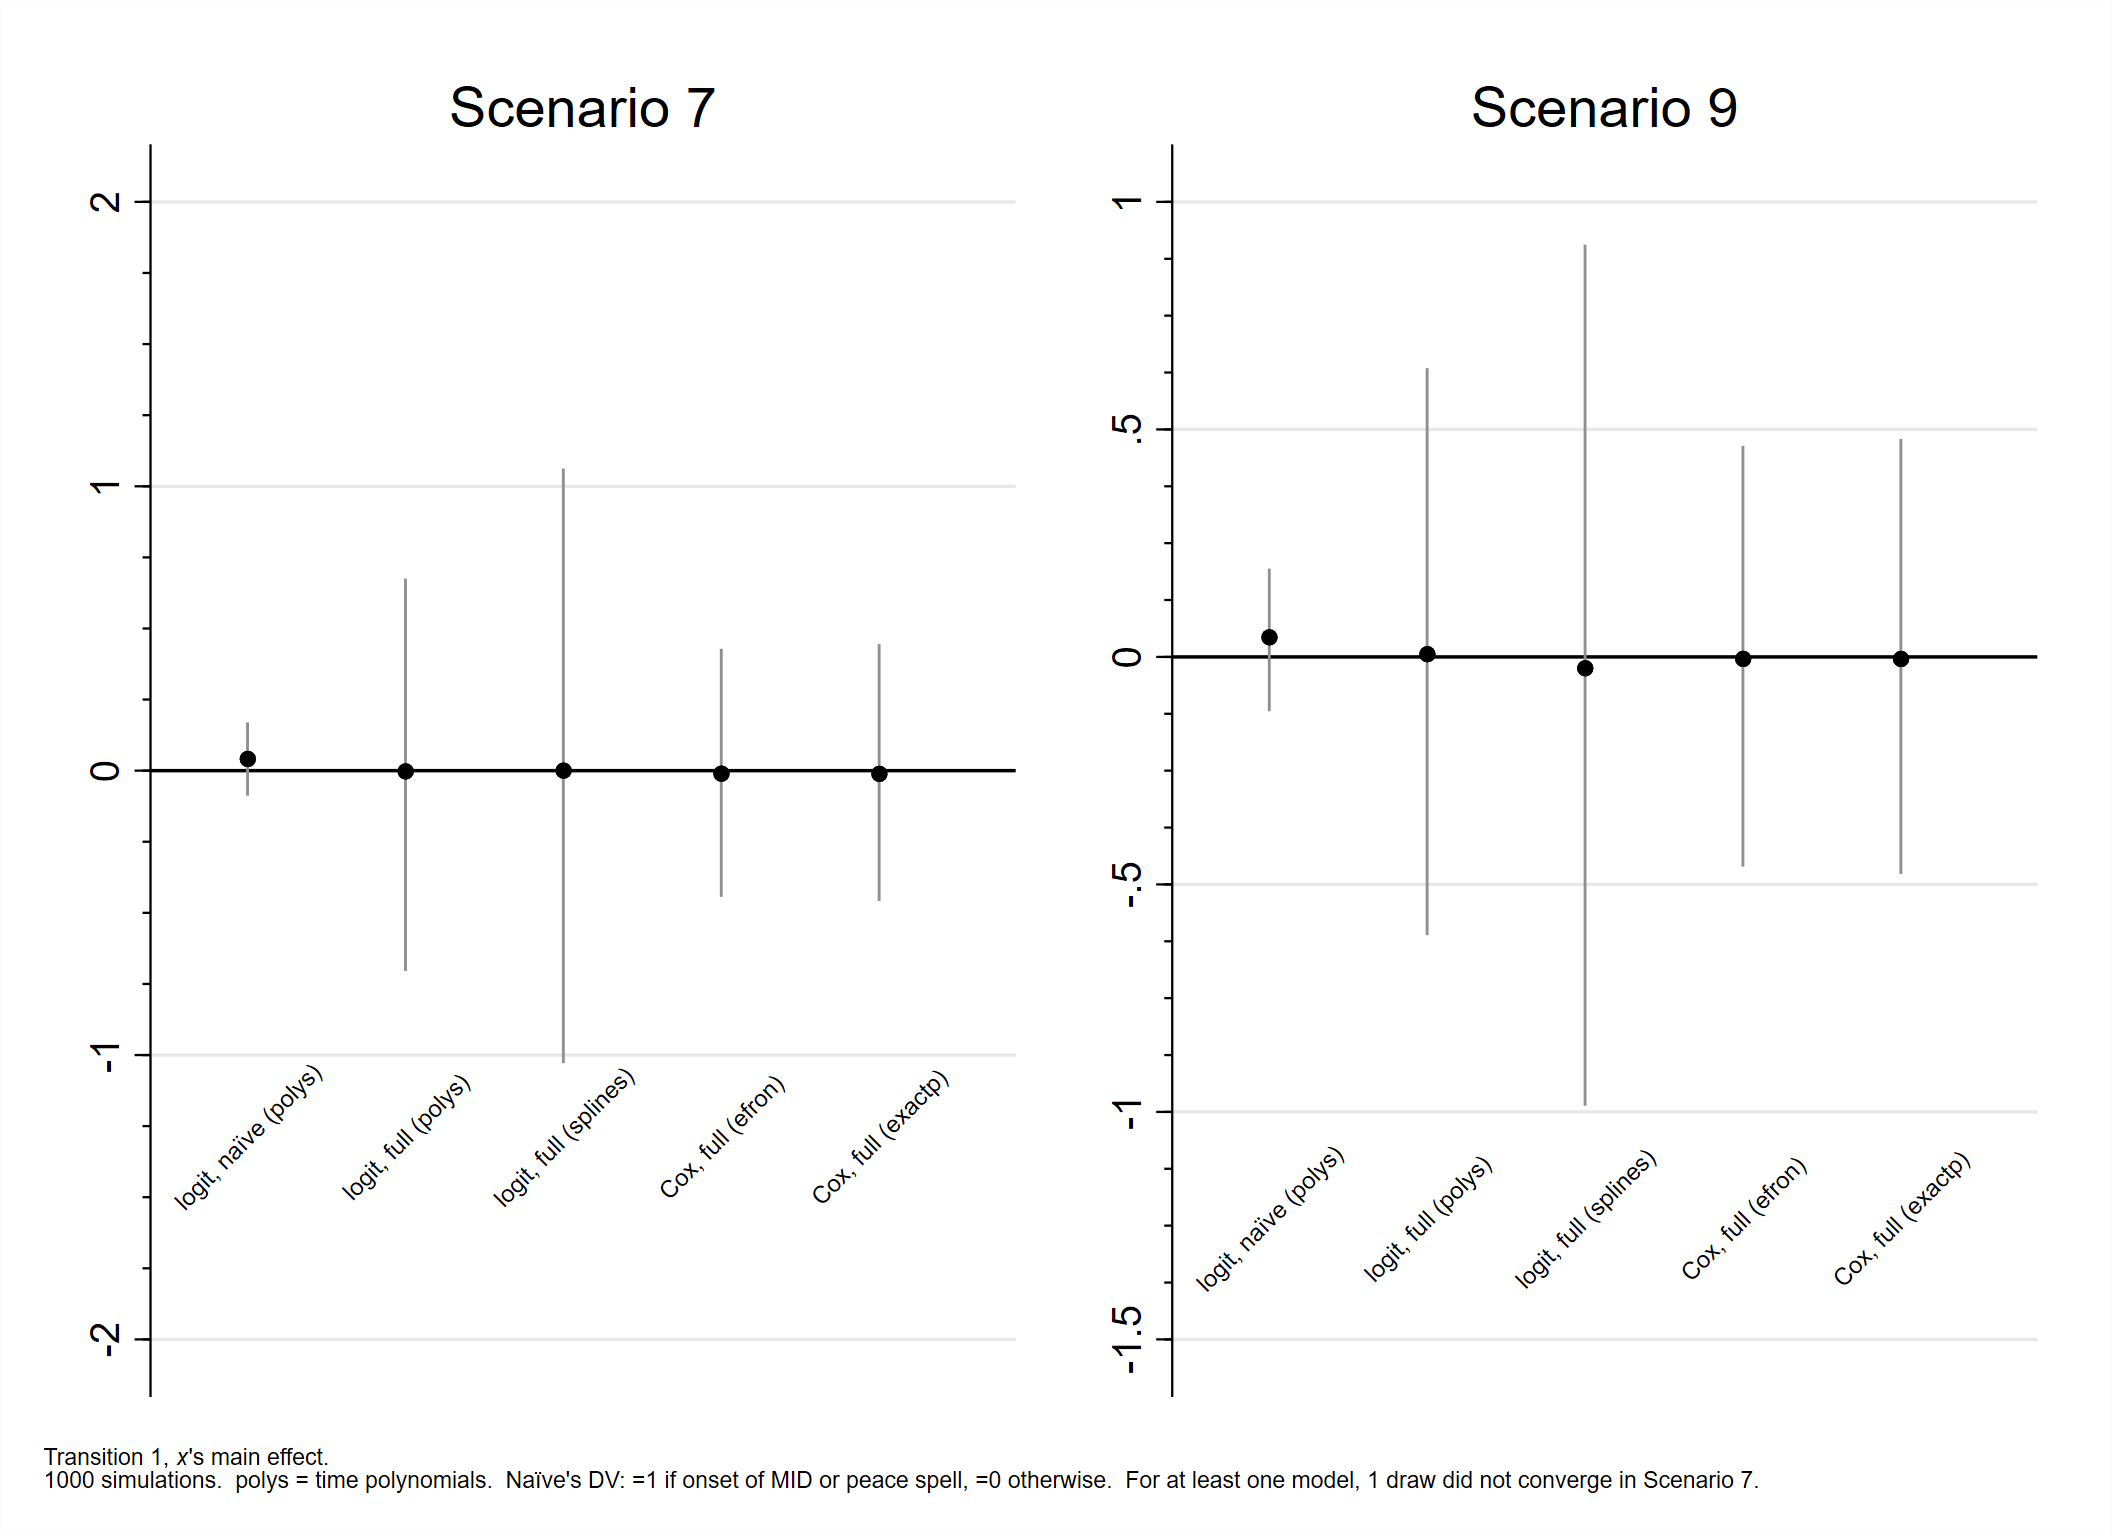 Scenario 7
2
1
0
-1
-2
logit, naïve (polys)
logit, full (polys)
logit, full (splines)
Cox, full (efron)
Cox, full (exactp)
Scenario 9
1
.5
0
-.5
-1
-1.5
logit, naïve (polys)
logit, full (polys)
logit, full (splines)
Cox, full (efron)
Cox, full (exactp)
Transition 1, x's main effect.
1000 simulations.  polys = time polynomials.  Naïve's DV: =1 if onset of MID or peace spell, =0 otherwise.  For at least one model, 1 draw did not converge in Scenario 7.